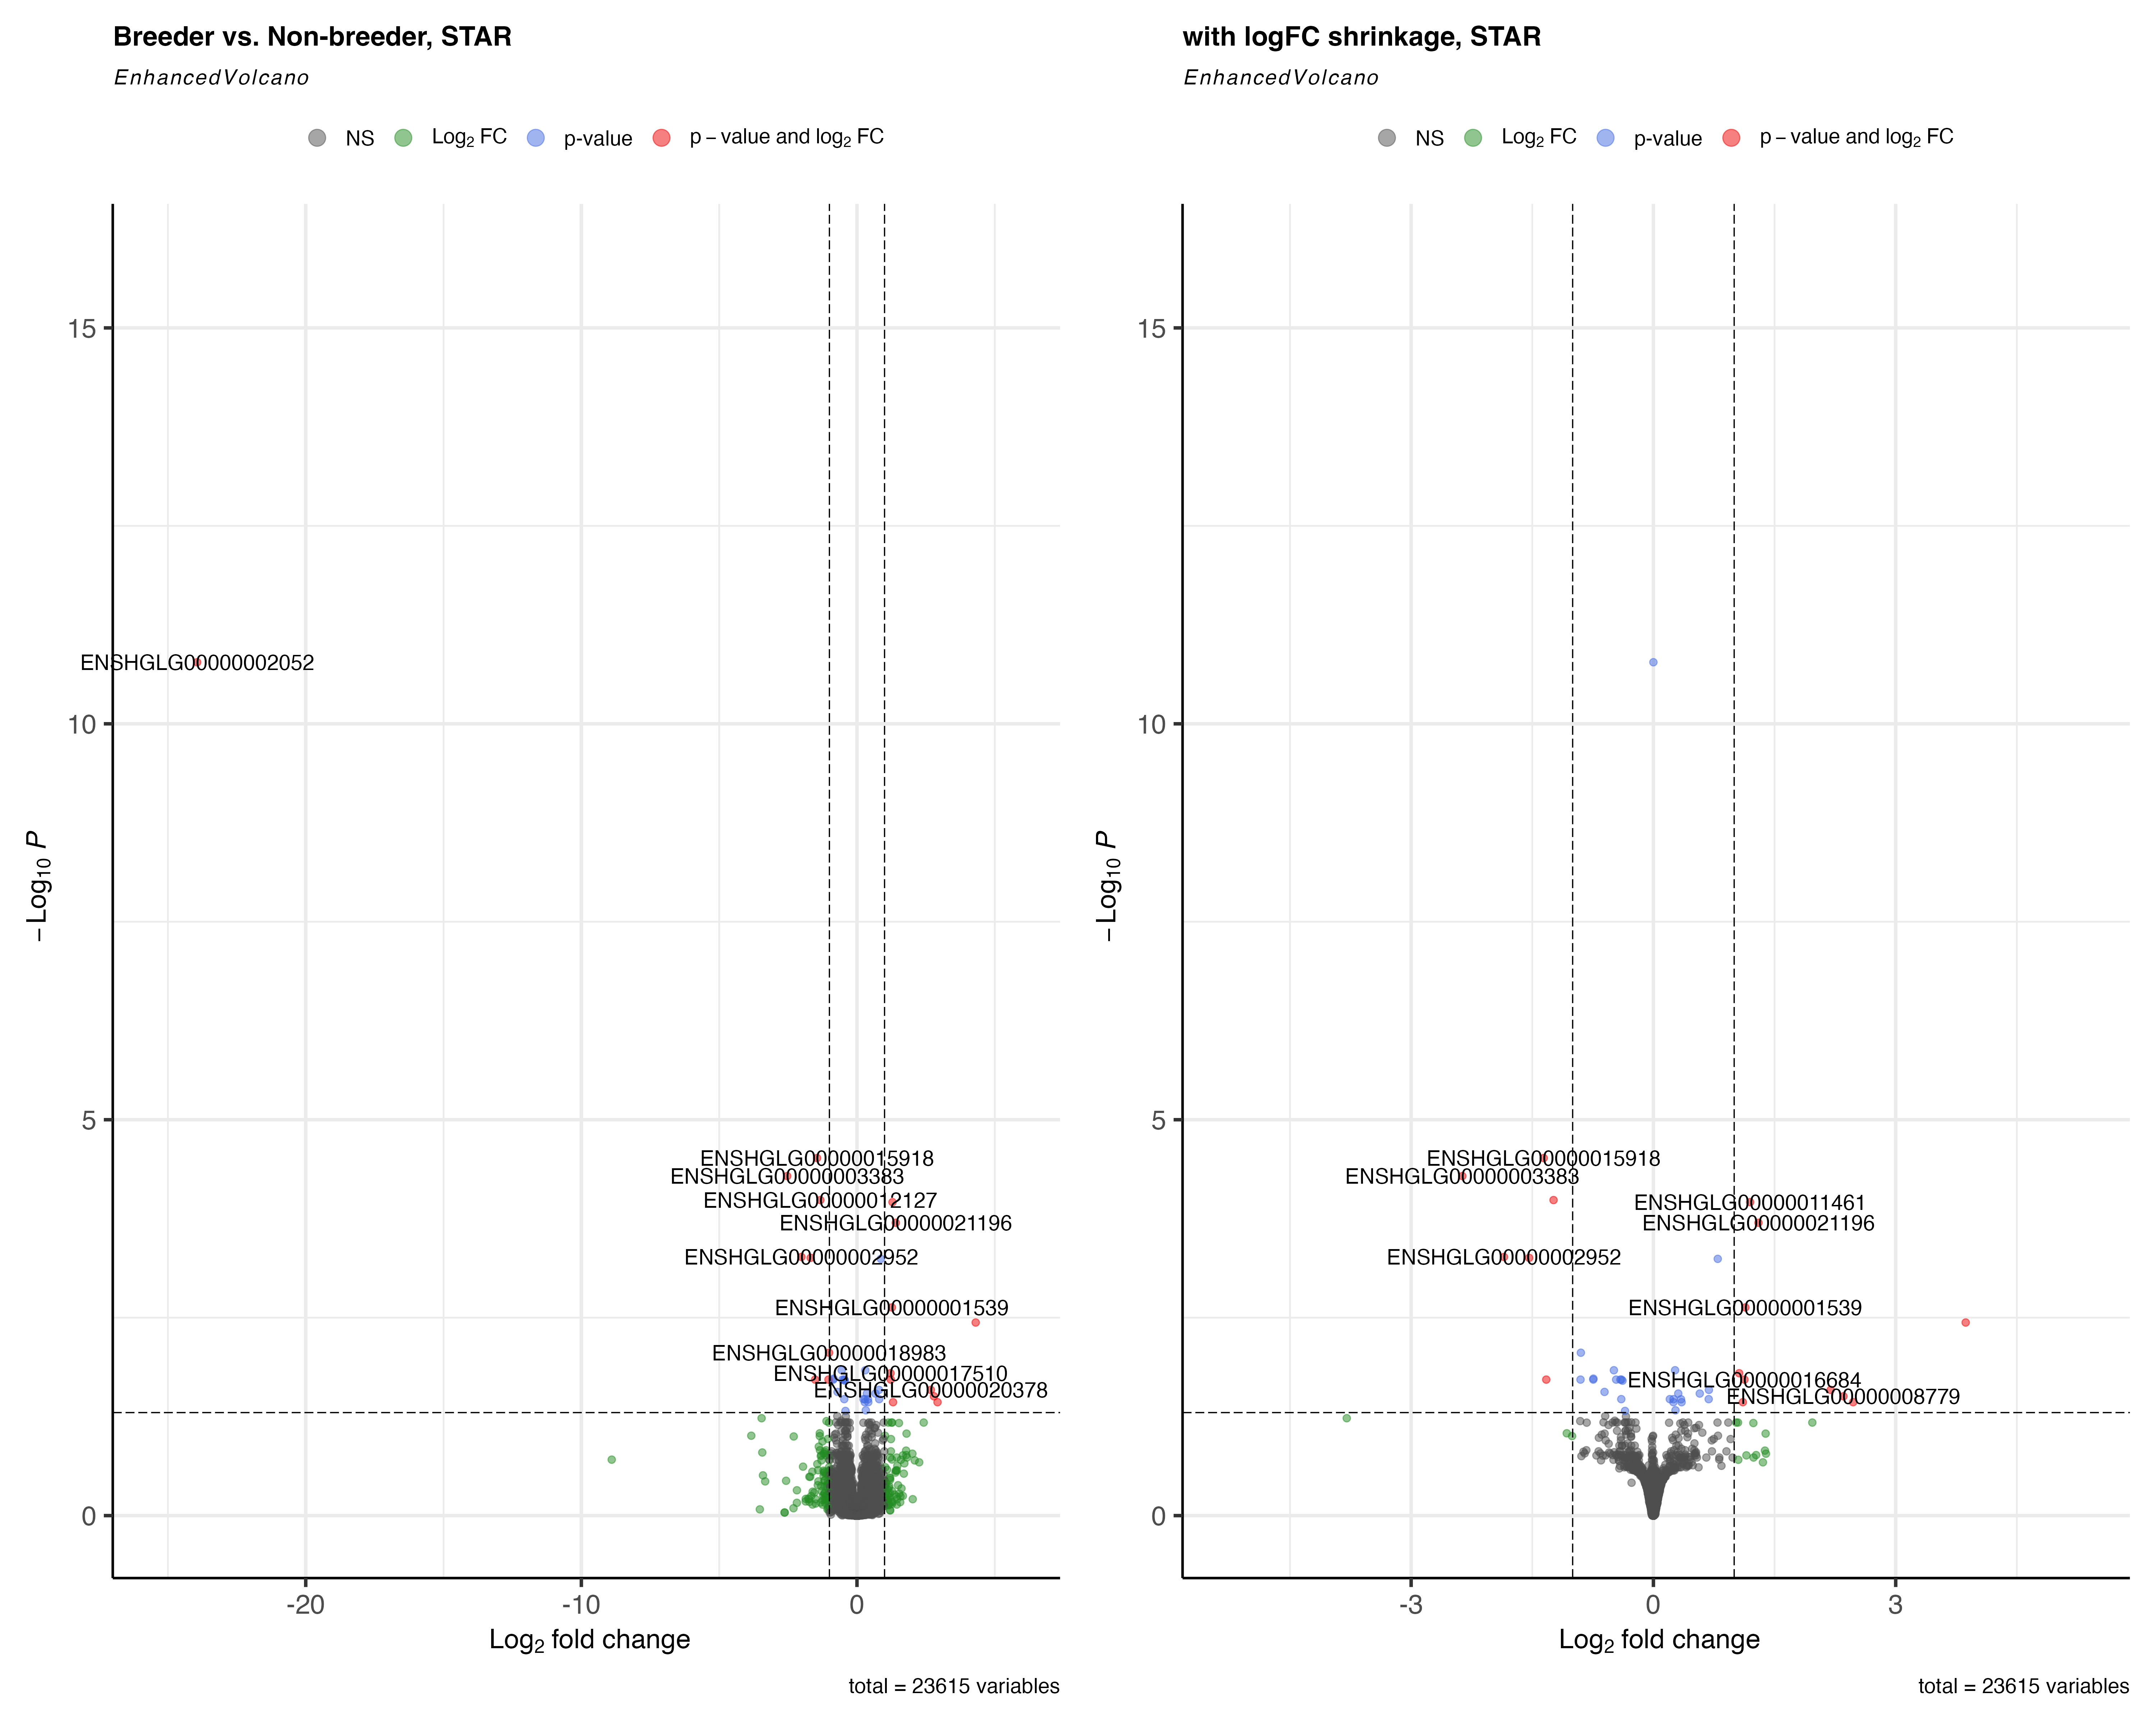 Breeder vs. Non-breeder, STAR
EnhancedVolcano
NS Log2 FC p-value p – value and log2 FC
15
10
5
0
– Log10 P
ENSHGLG00000002052
ENSHGLG00000015918
ENSHGLG00000003383
ENSHGLG00000012127
ENSHGLG00000021196
ENSHGLG00000002952
ENSHGLG00000001539
ENSHGLG00000018983
ENSHGLG00000017510
ENSHGLG00000020378
-20 -10 0
Log2 fold change
total = 23615 variables
with logFC shrinkage, STAR
EnhancedVolcano
NS Log2 FC p-value p – value and log2 FC
15
10
5
0
– Log10 P
ENSHGLG00000015918
ENSHGLG00000003383
ENSHGLG00000011461
ENSHGLG00000021196
ENSHGLG00000002952
ENSHGLG00000001539
ENSHGLG00000016684
ENSHGLG00000008779
-3 0 3
Log2 fold change
total = 23615 variables